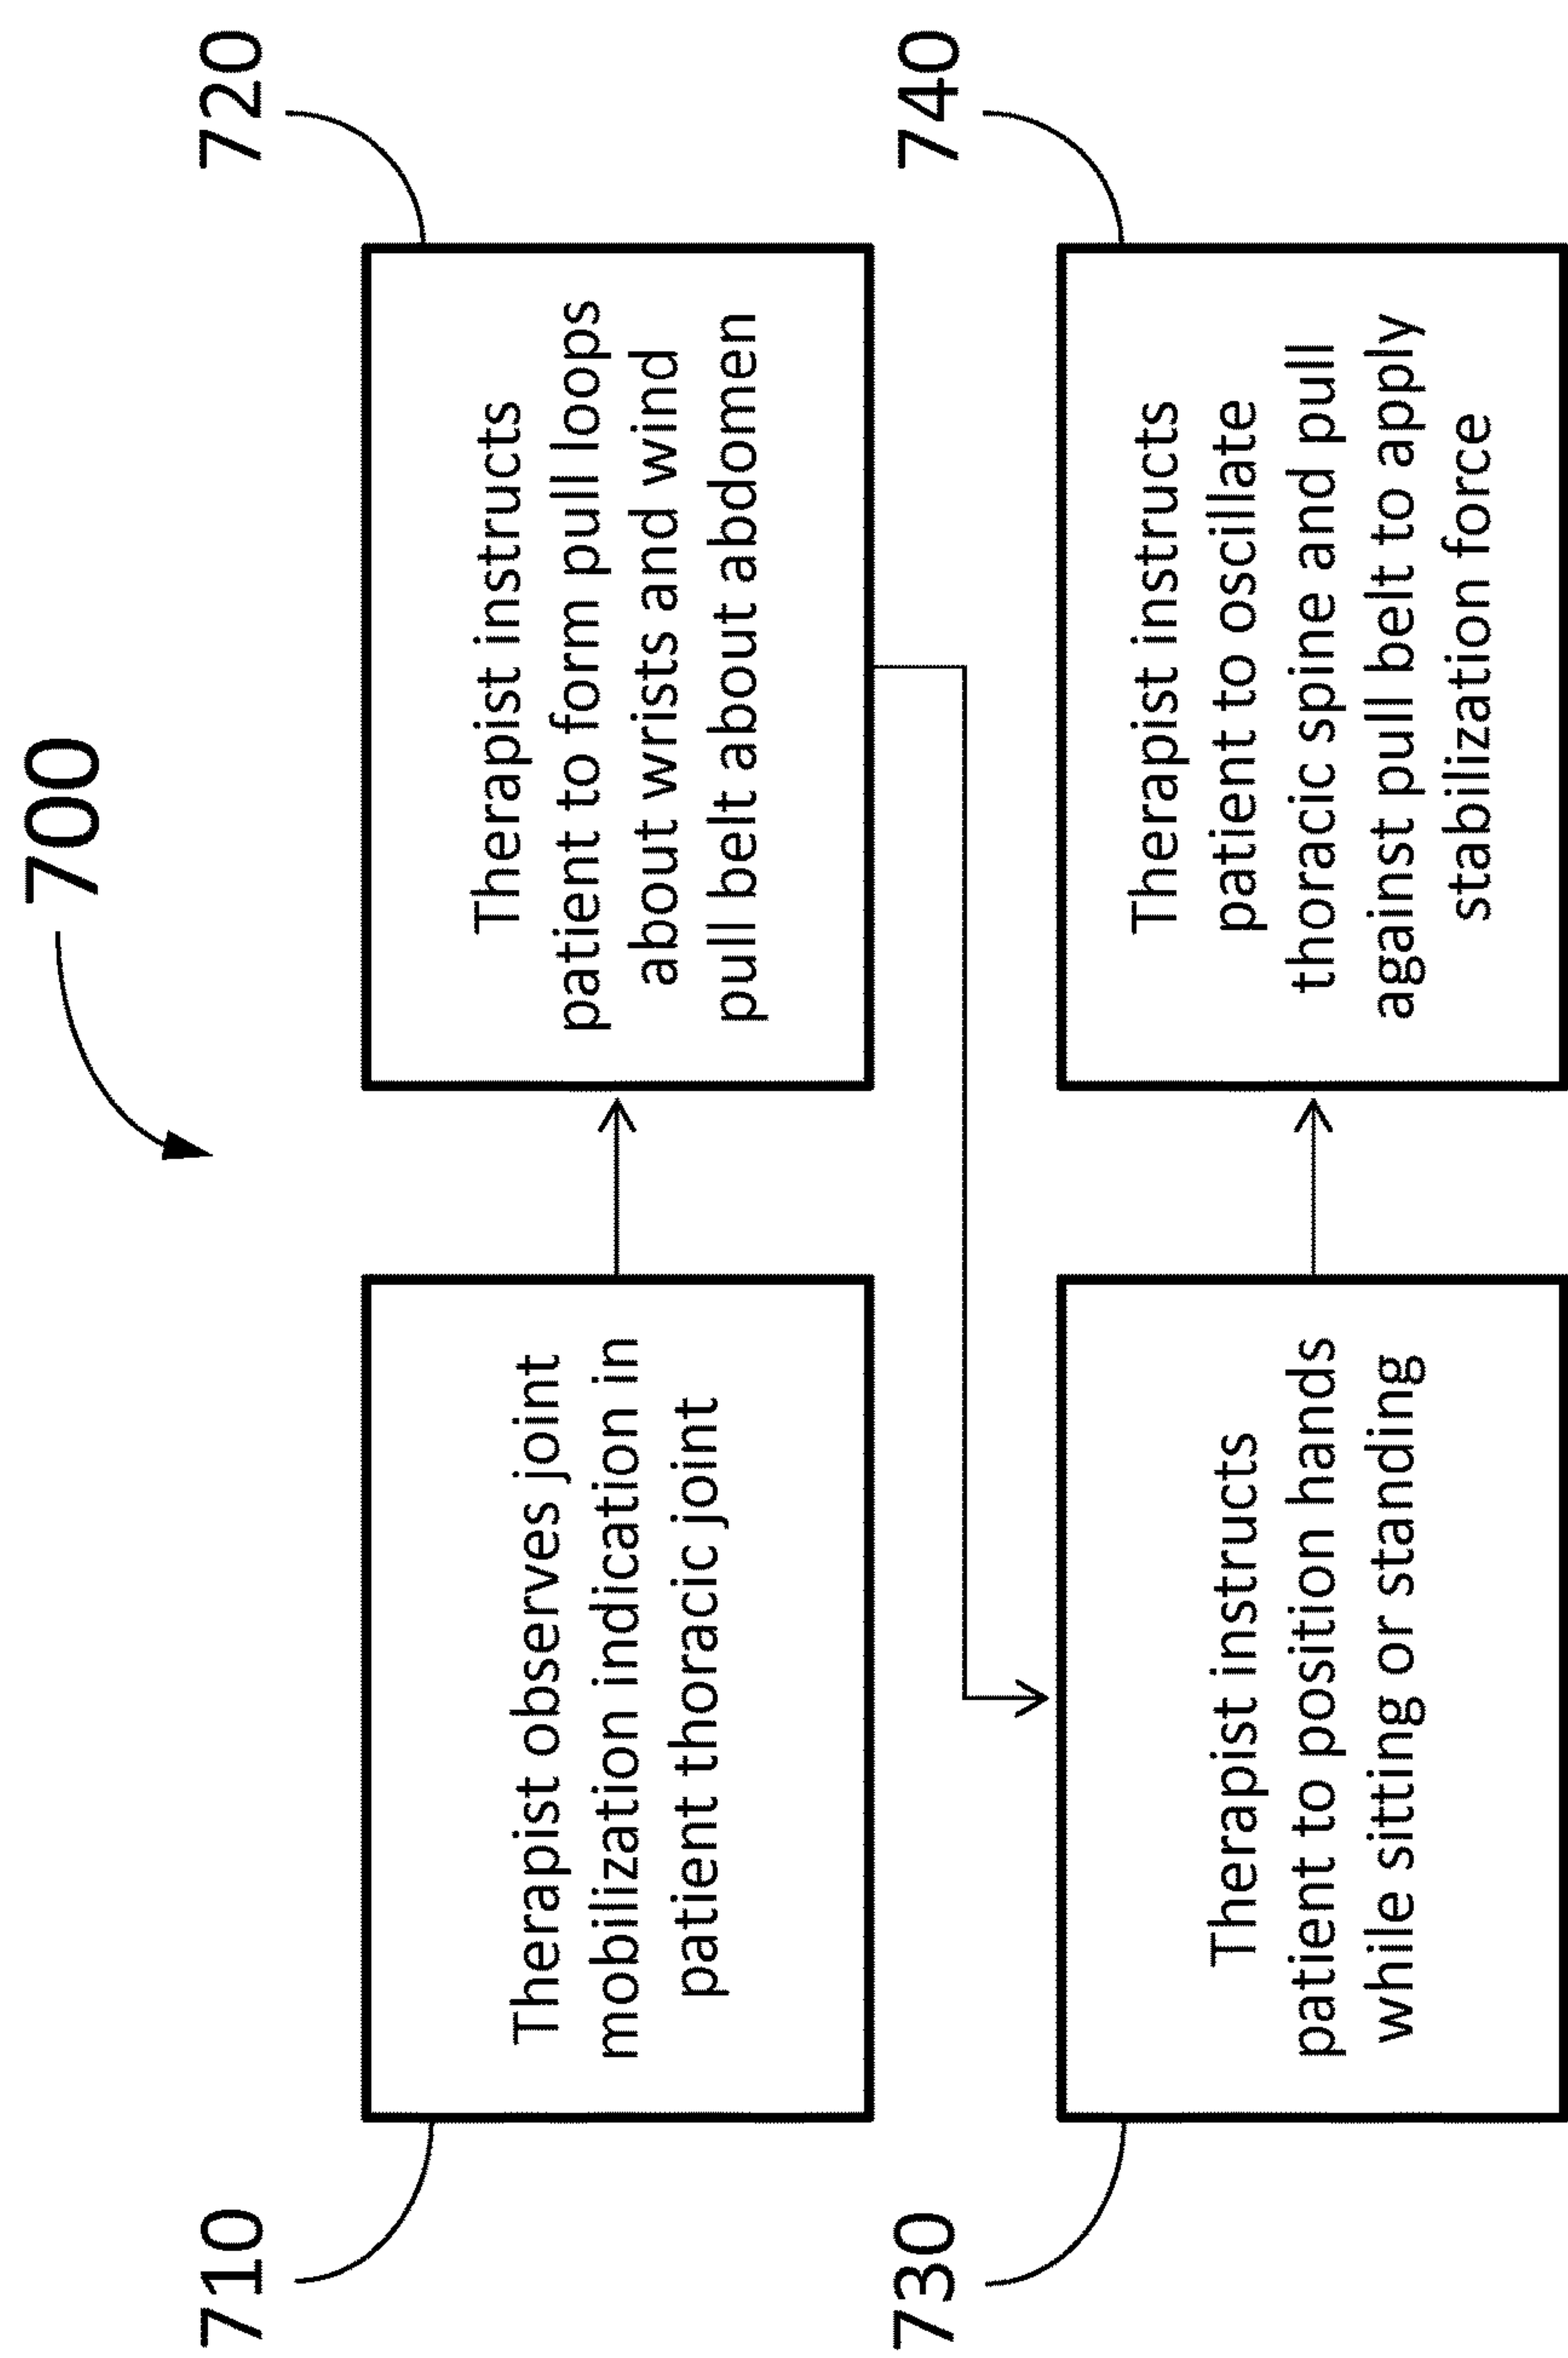 700
710
Therapist observes joint
mobilization indication in
patient thoracic joint
720
Therapist instructs
patient to form pull loops
about wrists and wind
pull belt about abdomen
730
Therapist instructs
patient to position hands
while sitting or standing
740
Therapist instructs
patient to oscillate
thoracic spine and pull
against pull belt to apply
stabilization force